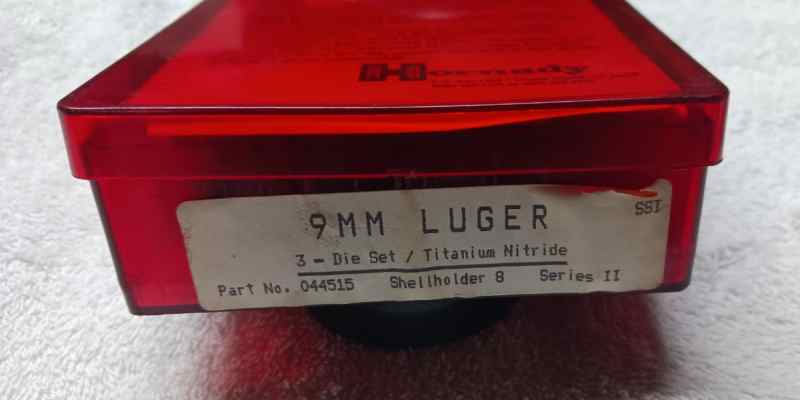 Hornady
SSI
9MM LUGER
3 - Die Set / Titanium Nitride
Part No. 044515 Shellholder 8 Series II